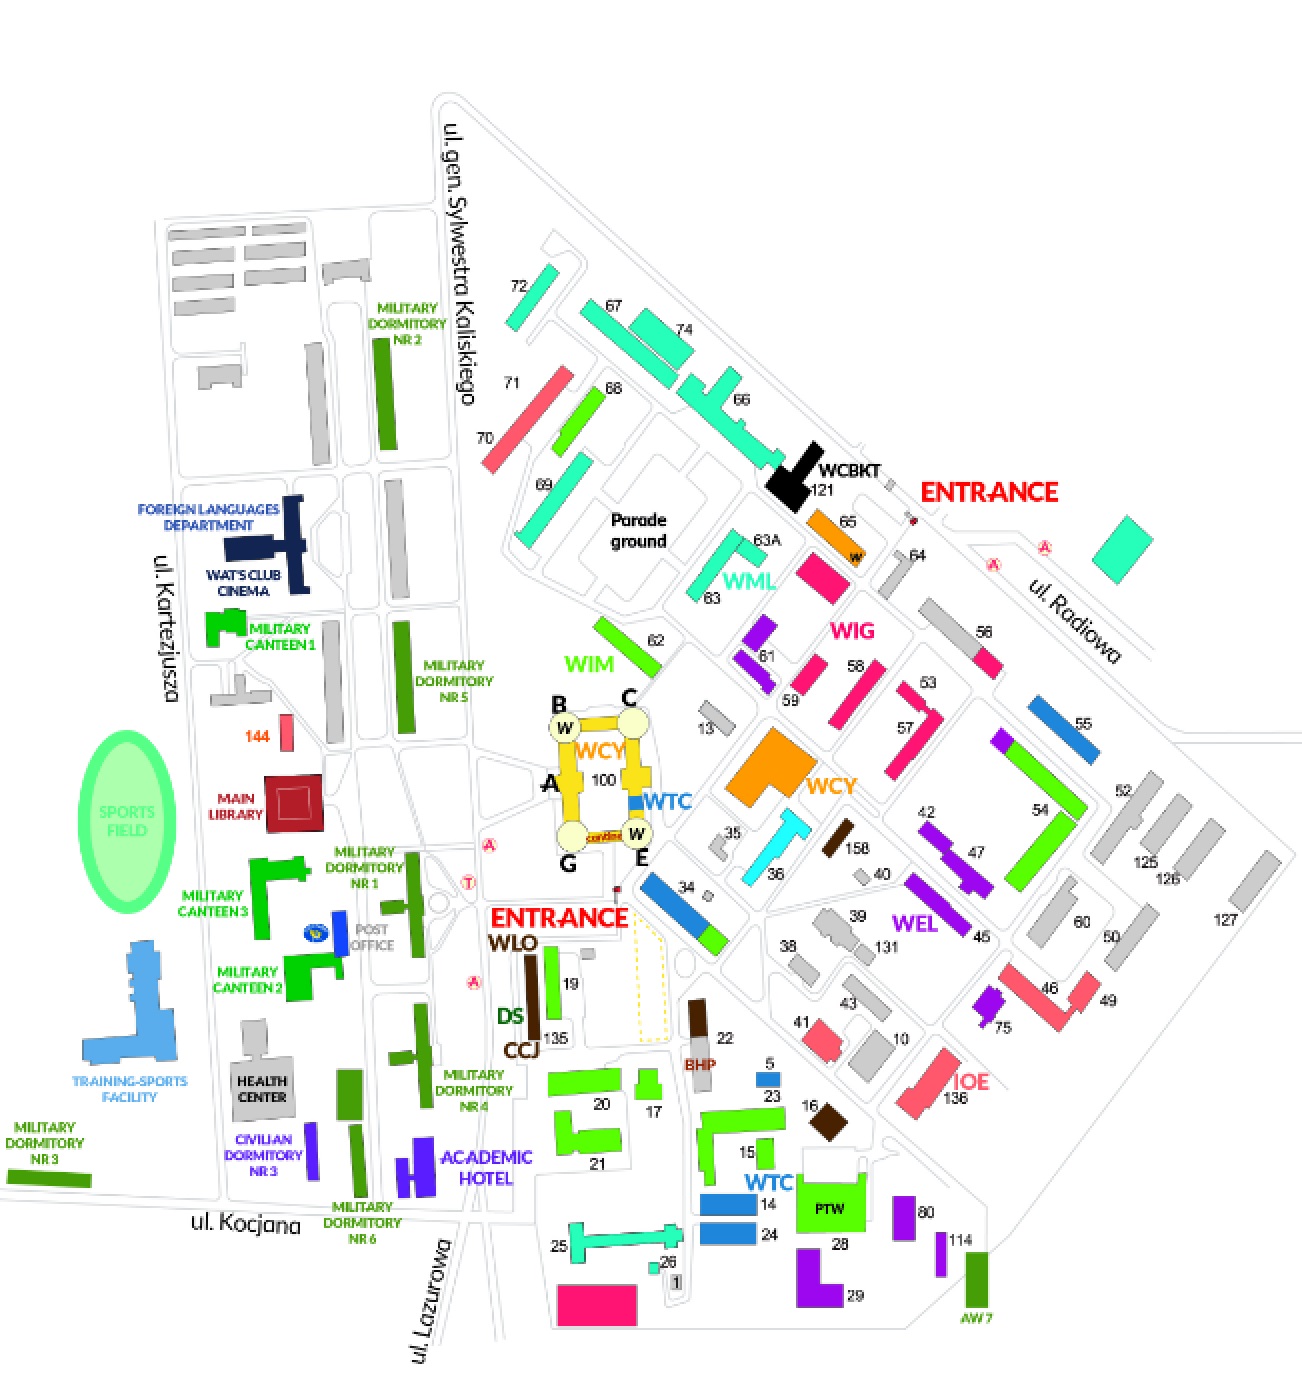 ul. gen. Sylwestra Kaliskiego
72
67
74
MILITARY
DORMITORY
NR 2
71
68
66
70
WCBKT
121
ENTRANCE
69
FOREIGN LANGUAGES
DEPARTMENT
Parade
ground
65
W
63A
64
A
A
WAT'S CLUB
CINEMA
WML
63
ul. Radiowa
ul. Kartezjusza
MILITARY
CANTEEN 1
62
WIG
56
WIM
61
58
53
MILITARY
DORMITORY
NR 5
59
B
C
W
13
57
55
144
WCY
A
100
WCY
52
MAIN
LIBRARY
WTC
54
SPORTS
FIELD
42
W
35
158
47
125
G
E
126
MILITARY
DORMITORY
NR 1
A
T
36
40
34
MILITARY
CANTEEN 3
ENTRANCE
39
WEL
45
60
50
127
POST
OFFICE
WLO
131
38
MILITARY
CANTEEN 2
A
19
46
49
43
DS
41
75
135
22
10
CCJ
BHP
5
TRAINING-SPORTS
FACILITY
HEALTH
CENTER
MILITARY
DORMITORY
NR 4
IOE
136
20
17
23
16
MILITARY
DORMITORY
NR 3
CIVILIAN
DORMITORY
NR 3
ACADEMIC
HOTEL
21
15
WTC
14
PTW
80
ul. Kocjana
MILITARY
DORMITORY
NR 6
24
28
114
25
26
1
29
AW 7
ul. Lazurowa